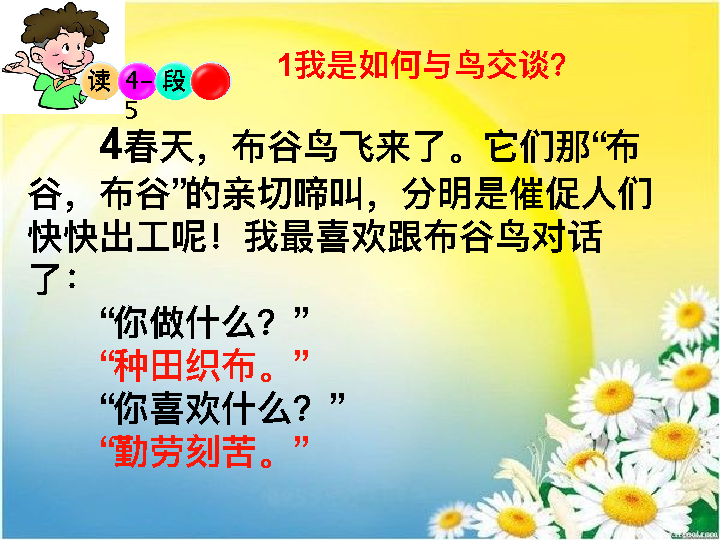 读 4-5 段
1我是如何与鸟交谈?
4春天，布谷鸟飞来了。它们那“布
谷，布谷”的亲切啼叫，分明是催促人们
快快出工呢！我最喜欢跟布谷鸟对话
了：
“你做什么？”
“种田织布。”
“你喜欢什么？”
“勤劳刻苦。”